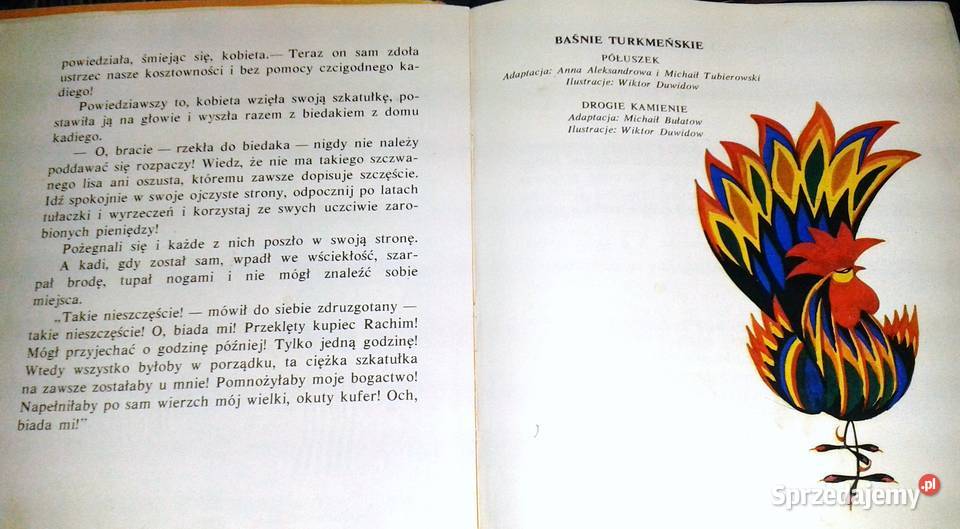 powiedziała, śmiejąc się, kobieta.— Teraz on sam zdoła
ustrzec nasze kosztowności i bez pomocy czcigodnego ka-
diego!
Powiedziawszy to, kobieta wzięła swoją szkatułkę, po-
stawiła ją na głowie i wyszła razem z biedakiem z domu
kadiego.
— O, bracie — rzekła do biedaka — nigdy nie należy
poddawać się rozpaczy! Wiedz, że nie ma takiego szczwa-
nego lisa ani oszusta, któremu zawsze dopisuje szczęście.
Idź spokojnie w swoje ojczyste strony, odpocznij po latach
tułaczki i wyrzeczeń i korzystaj ze swych uczciwie zaro-
bionych pieniędzy!
Pożegnali się i każde z nich poszło w swoją stronę.
A kadi, gdy został sam, wpadł we wściekłość, szar-
pał brodę, tupał nogami i nie mógł znaleźć sobie
miejsca.
„Takie nieszczęście! — mówił do siebie zdruzgotany —
takie nieszczęście! O, biada mi! Przeklęty kupiec Rachim!
Mógł przyjechać o godzinę później! Tylko jedną godzinę!
Wtedy wszystko byłoby w porządku, ta ciężka szkatułka
na zawsze zostałaby u mnie! Pomnożyłaby moje bogactwo!
Napełniłaby po sam wierzch mój wielki, okuty kufer! Och,
biada mi!”
BAŚNIE TURKMEŃSKIE
PÓŁUSZEK
Adaptacja: Anna Aleksandrowa i Michaił Tubierowski
Ilustracje: Wiktor Duwidow
DROGIE KAMIENIE
Adaptacja: Michaił Bułatow
Ilustracje: Wiktor Duwidow
Sprzedajemy.pl